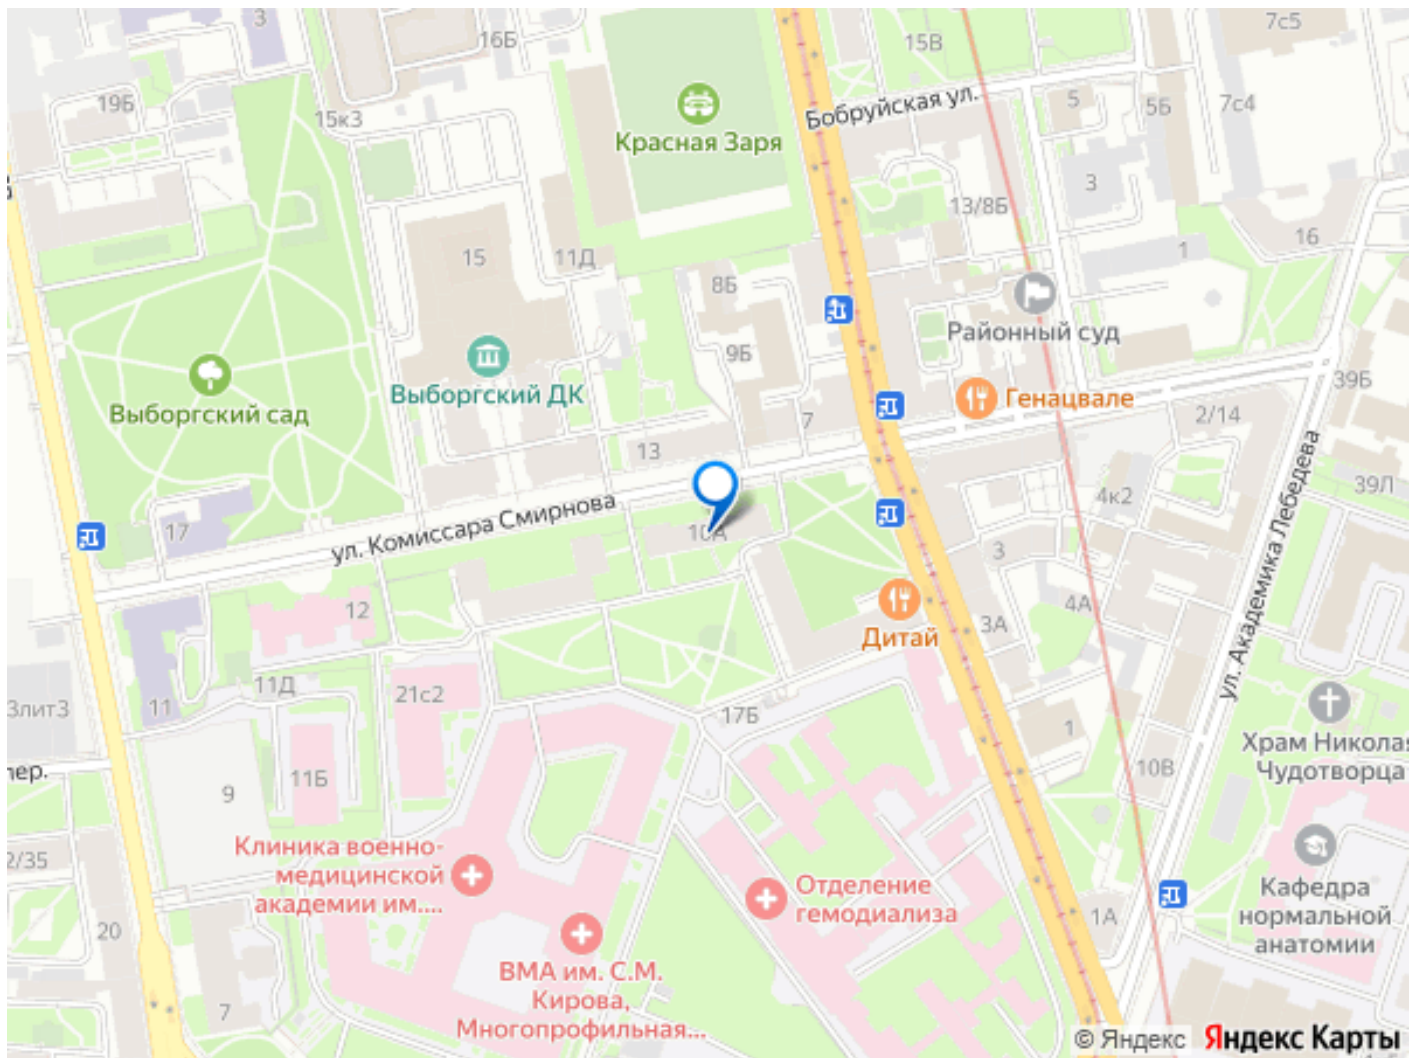 3
16Б
15В
7с5
19Б
15к3
Красная Заря
Бобруйская ул.
5
5Б
7с4
3
13/8Б
16
1
15
11Д
8Б
Районный суд
9Б
Выборгский ДК
Генацвале
39Б
Выборгский сад
7
2/14
13
17
ул. Комиссара Смирнова
10А
4к2
39Л
ул. Академика Лебедева
3
12
4А
3А
Дитай
11Д
21с2
11
17Б
1
3лит3
Храм Николая
Чудотворца
пер.
11Б
9
10В
Клиника военно-
медицинской
академии им....
2/35
Отделение
гемодиализа
Кафедра
нормальной
анатомии
1А
20
ВМА им. С.М.
Кирова,
Многопрофильная...
7
© Яндекс Яндекс Карты